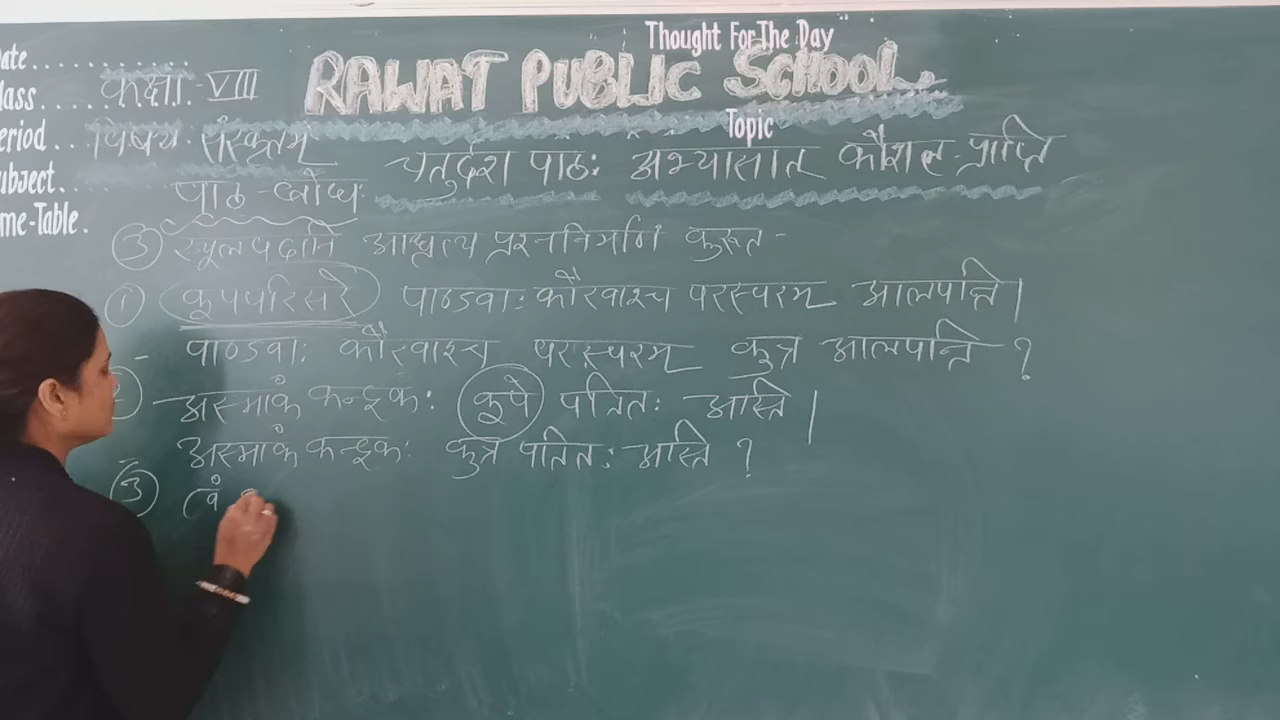 Thought For The Day
RAWAT PUBLIC SCHOOL
ate..............
lass...... कक्षा - VIII
eriod... विषय संस्कृतम्
Topic
चतुर्दश पाठः अभ्यासात् कौशल-प्राप्ति
ubject....
पाठ-बोधः
me-Table.
③ स्थूलपदानि आधृत्य प्रश्ननिर्माणं कुरूत -
① कूपपरिसरे पाण्डवाः कौरवाश्च परस्परम् आलपन्ति।
- पाण्डवाः कौरवाश्च परस्परम् कुत्र आलपन्ति ?
② अस्माकं कन्दूकः कूपे पतितः अस्ति।
- अस्माकं कन्दूकः कुत्र पतितः अस्ति ?
③